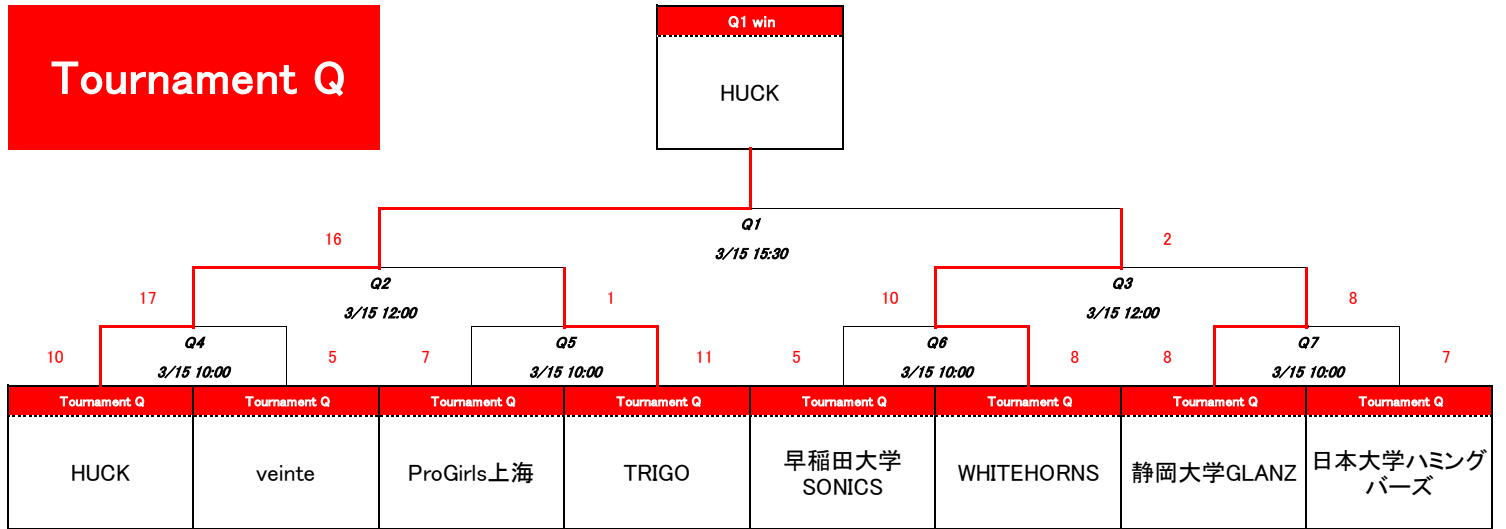 Tournament Q
Q1 win
HUCK
Q1
16
2
3/15 15:30
Q2
Q3
17
1
10
8
3/15 12:00
3/15 12:00
Q4
Q5
Q6
Q7
10
5
7
11
5
8
8
7
3/15 10:00
3/15 10:00
3/15 10:00
3/15 10:00
Tournament Q
Tournament Q
Tournament Q
Tournament Q
Tournament Q
Tournament Q
Tournament Q
Tournament Q
HUCK
veinte
ProGirls上海
TRIGO
早稲田大学
SONICS
WHITEHORNS
静岡大学GLANZ
日本大学ハミング
バーズ